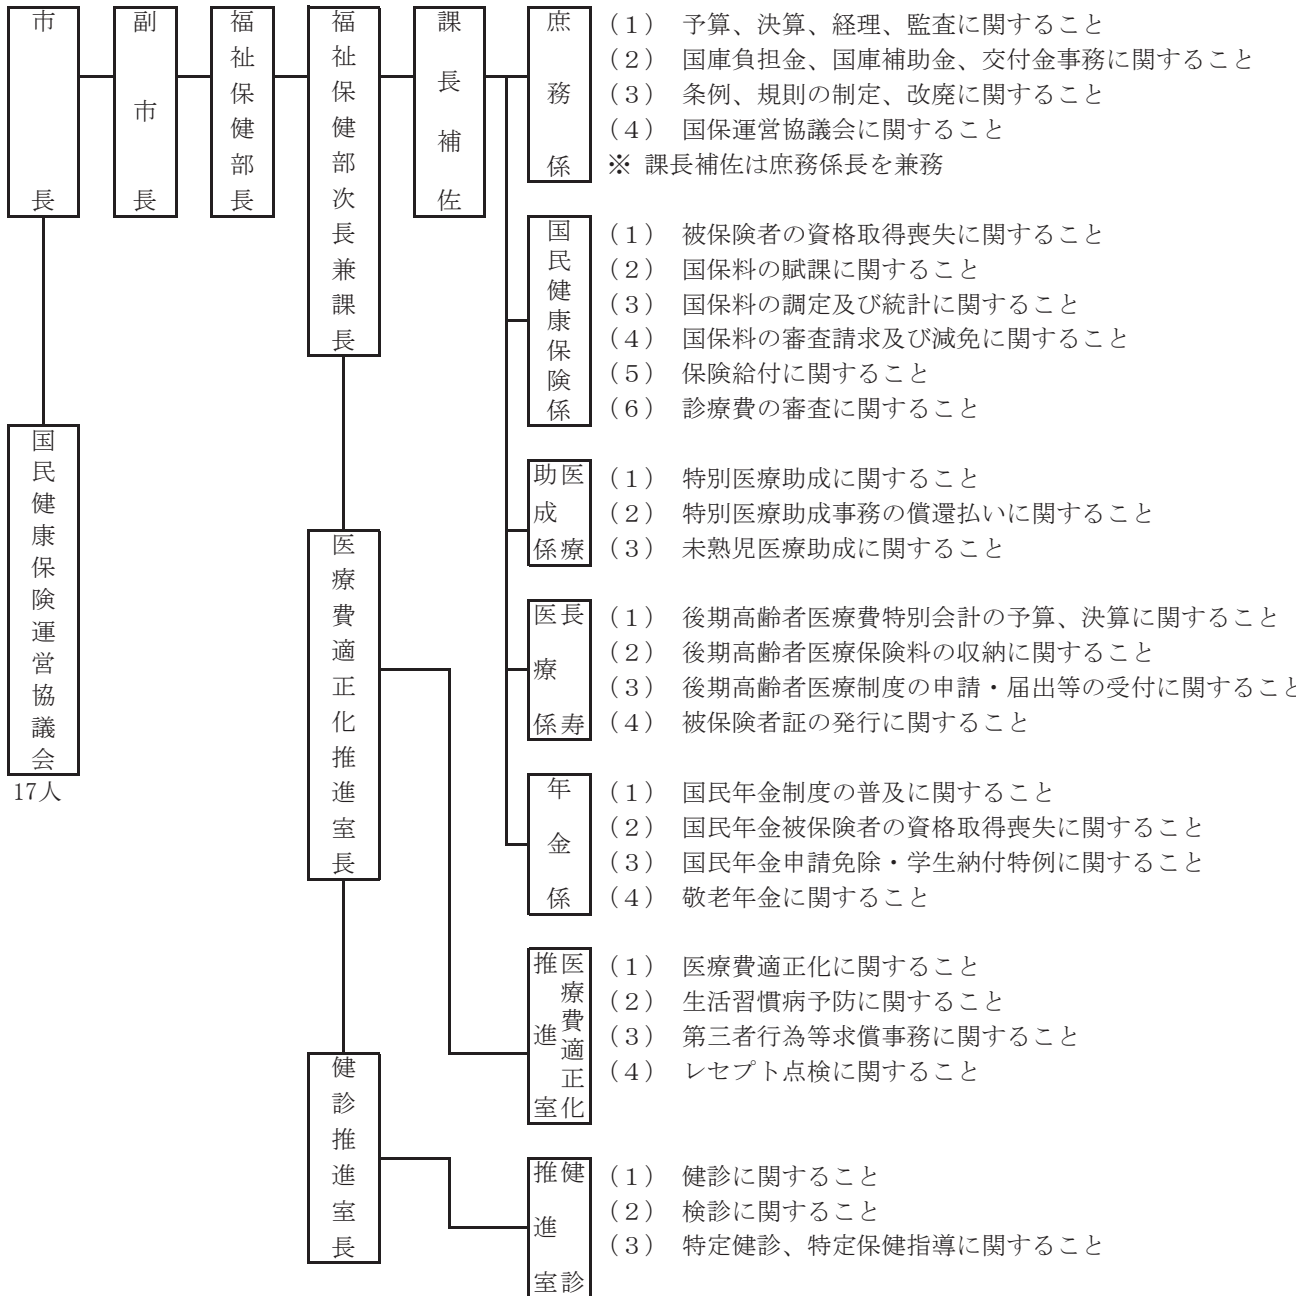 市長
副市長
福祉保健部長
福祉保健部次長兼課長
課長補佐
庶務係
（１） 予算、決算、経理、監査に関すること
（２） 国庫負担金、国庫補助金、交付金事務に関すること
（３） 条例、規則の制定、改廃に関すること
（４） 国保運営協議会に関すること
※ 課長補佐は庶務係長を兼務
国民健康保険係
（１） 被保険者の資格取得喪失に関すること
（２） 国保料の賦課に関すること
（３） 国保料の調定及び統計に関すること
（４） 国保料の審査請求及び減免に関すること
（５） 保険給付に関すること
（６） 診療費の審査に関すること
国民健康保険運営協議会
17人
医療助成係
（１） 特別医療助成に関すること
（２） 特別医療助成事務の償還払いに関すること
（３） 未熟児医療助成に関すること
医療費適正化推進室長
長寿医療係
（１） 後期高齢者医療費特別会計の予算、決算に関すること
（２） 後期高齢者医療保険料の収納に関すること
（３） 後期高齢者医療制度の申請・届出等の受付に関すること
（４） 被保険者証の発行に関すること
年金係
（１） 国民年金制度の普及に関すること
（２） 国民年金被保険者の資格取得喪失に関すること
（３） 国民年金申請免除・学生納付特例に関すること
（４） 敬老年金に関すること
医療費適正化推進室
（１） 医療費適正化に関すること
（２） 生活習慣病予防に関すること
（３） 第三者行為等求償事務に関すること
（４） レセプト点検に関すること
健診推進室長
健診推進室
（１） 健診に関すること
（２） 検診に関すること
（３） 特定健診、特定保健指導に関すること